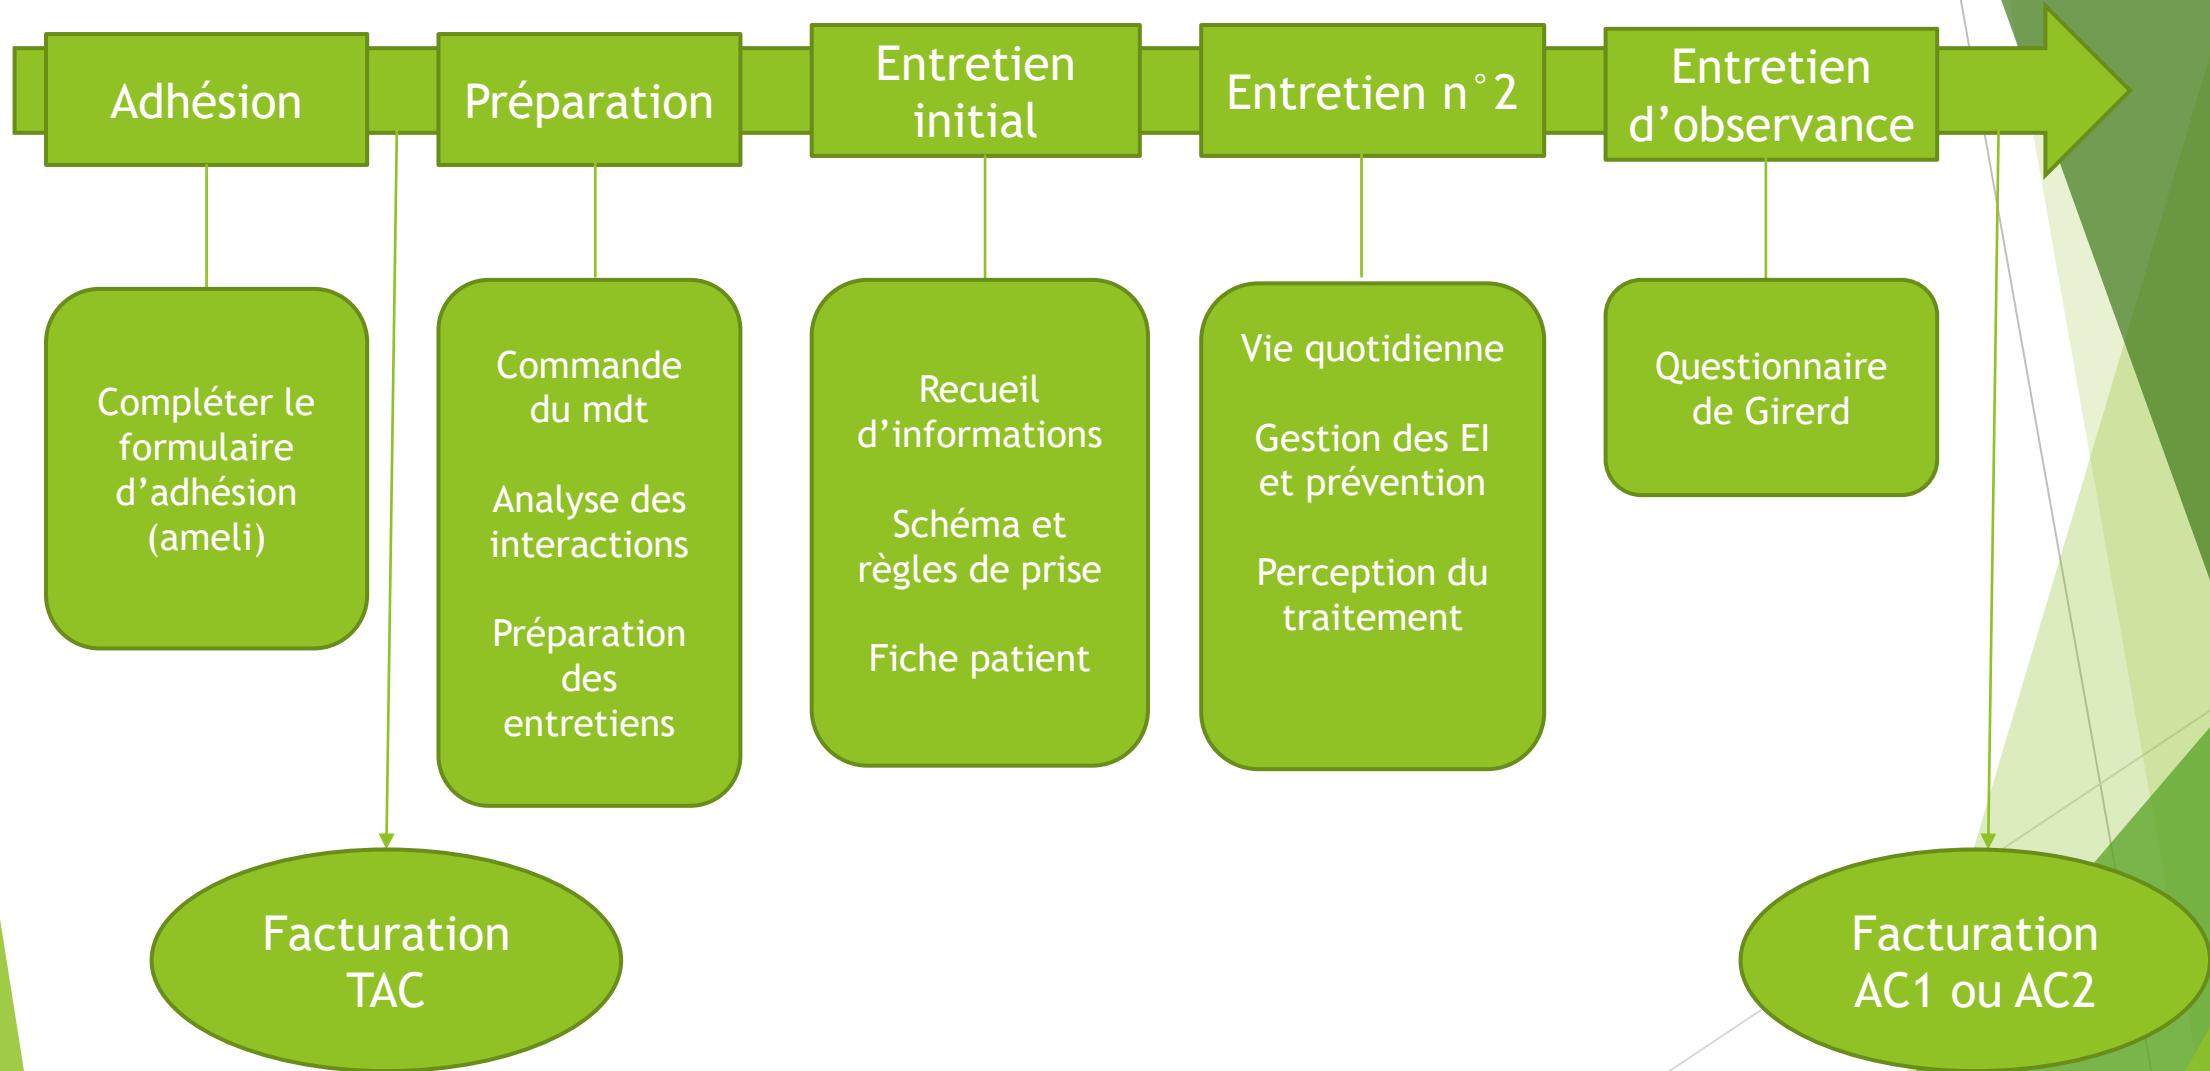 Adhésion
Préparation
Entretien
initial
Entretien n°2
Entretien
d’observance
Compléter le
formulaire
d’adhésion
(ameli)
Commande
du mdt
Analyse des
interactions
Préparation
des
entretiens
Recueil
d’informations
Schéma et
règles de prise
Fiche patient
Vie quotidienne
Gestion des EI
et prévention
Perception du
traitement
Questionnaire
de Girerd
Facturation
TAC
Facturation
AC1 ou AC2